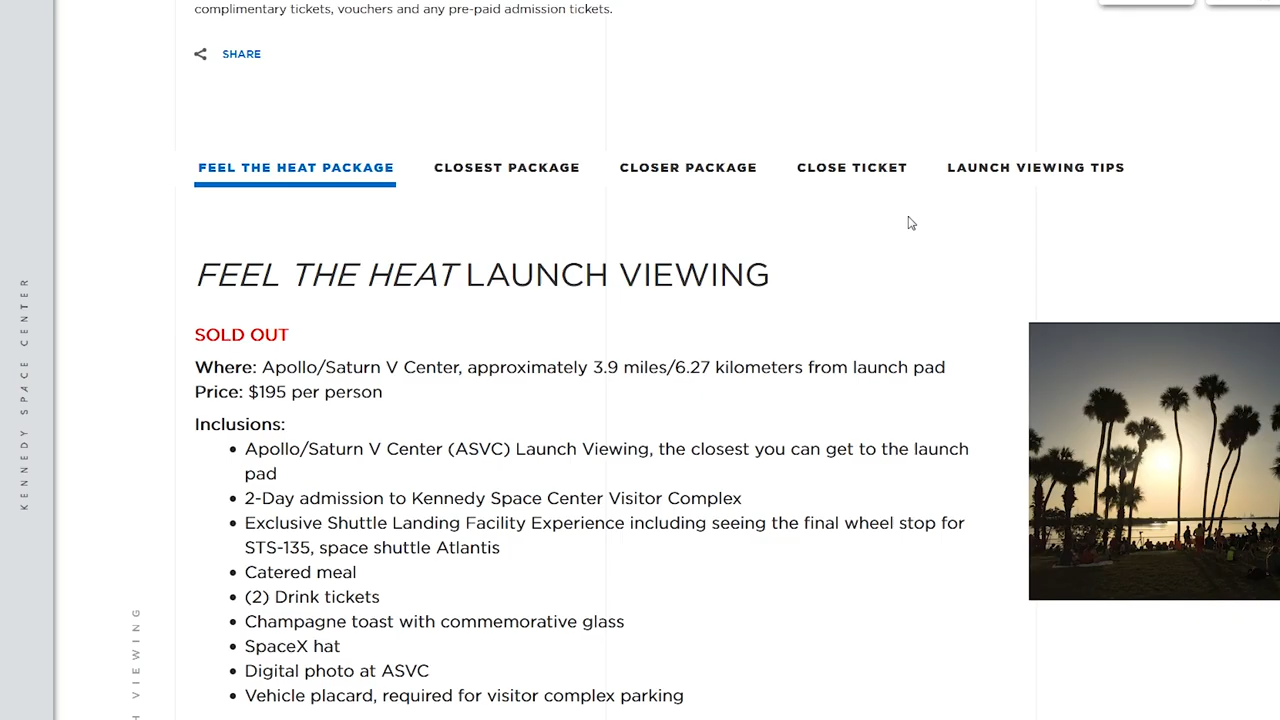 complimentary tickets, vouchers and any pre-paid admission tickets.
SHARE
FEEL THE HEAT PACKAGE CLOSEST PACKAGE CLOSER PACKAGE CLOSE TICKET LAUNCH VIEWING TIPS
FEEL THE HEAT LAUNCH VIEWING
SOLD OUT
Where: Apollo/Saturn V Center, approximately 3.9 miles/6.27 kilometers from launch pad
Price: $195 per person
Inclusions:
• Apollo/Saturn V Center (ASVC) Launch Viewing, the closest you can get to the launch
pad
• 2-Day admission to Kennedy Space Center Visitor Complex
• Exclusive Shuttle Landing Facility Experience including seeing the final wheel stop for
STS-135, space shuttle Atlantis
• Catered meal
• (2) Drink tickets
• Champagne toast with commemorative glass
• SpaceX hat
• Digital photo at ASVC
• Vehicle placard, required for visitor complex parking
KENNEDY SPACE CENTER
H VIEWING